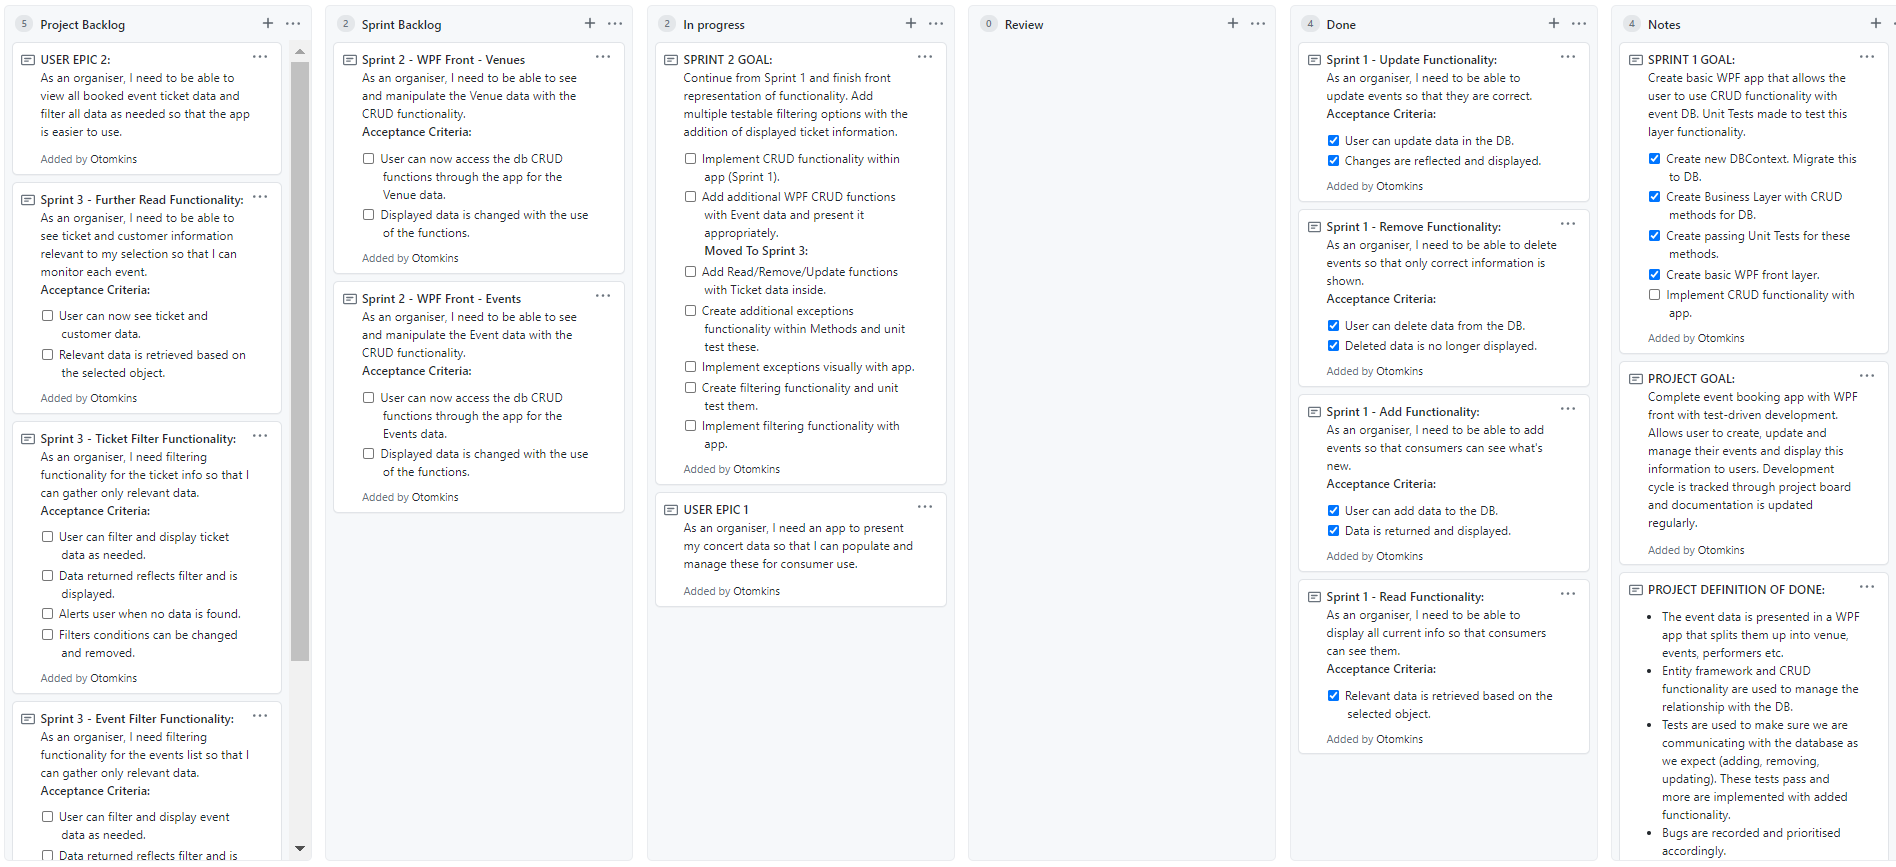 5 Project Backlog
USER EPIC 2:
As an organiser, I need to be able to
view all booked event ticket data and
filter all data as needed so that the app
is easier to use.
Added by Otomkins
Sprint 3 - Further Read Functionality:
As an organiser, I need to be able to
see ticket and customer information
relevant to my selection so that I can
monitor each event.
Acceptance Criteria:
User can now see ticket and
customer data.
Relevant data is retrieved based on
the selected object.
Added by Otomkins
Sprint 3 - Ticket Filter Functionality:
As an organiser, I need filtering
functionality for the ticket info so that I
can gather only relevant data.
Acceptance Criteria:
User can filter and display ticket
data as needed.
Data returned reflects filter and is
displayed.
Alerts user when no data is found.
Filters conditions can be changed
and removed.
Added by Otomkins
Sprint 3 - Event Filter Functionality:
As an organiser, I need filtering
functionality for the events list so that I
can gather only relevant data.
Acceptance Criteria:
User can filter and display event
data as needed.
Data returned reflects filter and is
2 Sprint Backlog
Sprint 2 - WPF Front - Venues
As an organiser, I need to be able to see
and manipulate the Venue data with the
CRUD functionality.
Acceptance Criteria:
User can now access the db CRUD
functions through the app for the
Venue data.
Displayed data is changed with the use
of the functions.
Added by Otomkins
Sprint 2 - WPF Front - Events
As an organiser, I need to be able to see
and manipulate the Event data with the
CRUD functionality.
Acceptance Criteria:
User can now access the db CRUD
functions through the app for the
Events data.
Displayed data is changed with the use
of the functions.
Added by Otomkins
2 In progress
SPRINT 2 GOAL:
Continue from Sprint 1 and finish front
representation of functionality. Add
multiple testable filtering options with the
addition of displayed ticket information.
Implement CRUD functionality within
app (Sprint 1).
Add additional WPF CRUD functions
with Event data and present it
appropriately.
Moved To Sprint 3:
Add Read/Remove/Update functions
with Ticket data inside.
Create additional exceptions
functionality within Methods and unit
test these.
Implement exceptions visually with app.
Create filtering functionality and unit
test them.
Implement filtering functionality with
app.
Added by Otomkins
USER EPIC 1
As an organiser, I need an app to present
my concert data so that I can populate and
manage these for consumer use.
Added by Otomkins
0 Review
4 Done
Sprint 1 - Update Functionality:
As an organiser, I need to be able to
update events so that they are correct.
Acceptance Criteria:
User can update data in the DB.
Changes are reflected and displayed.
Added by Otomkins
Sprint 1 - Remove Functionality:
As an organiser, I need to be able to delete
events so that only correct information is
shown.
Acceptance Criteria:
User can delete data from the DB.
Deleted data is no longer displayed.
Added by Otomkins
Sprint 1 - Add Functionality:
As an organiser, I need to be able to add
events so that consumers can see what's
new.
Acceptance Criteria:
User can add data to the DB.
Data is returned and displayed.
Added by Otomkins
Sprint 1 - Read Functionality:
As an organiser, I need to be able to
display all current info so that consumers
can see them.
Acceptance Criteria:
Relevant data is retrieved based on the
selected object.
Added by Otomkins
4 Notes
SPRINT 1 GOAL:
Create basic WPF app that allows the
user to use CRUD functionality with
event DB. Unit Tests made to test this
layer functionality.
Create new DBContext. Migrate this
to DB.
Create Business Layer with CRUD
methods for DB.
Create passing Unit Tests for these
methods.
Create basic WPF front layer.
Implement CRUD functionality with
app.
Added by Otomkins
PROJECT GOAL:
Complete event booking app with WPF
front with test-driven development.
Allows user to create, update and
manage their events and display this
information to users. Development
cycle is tracked through project board
and documentation is updated
regularly.
Added by Otomkins
PROJECT DEFINITION OF DONE:
• The event data is presented in a WPF
app that splits them up into venue,
events, performers etc.
• Entity framework and CRUD
functionality are used to manage the
relationship with the DB.
• Tests are used to make sure we are
communicating with the database as
we expect (adding, removing,
updating). These tests pass and
more are implemented with added
functionality.
• Bugs are recorded and prioritised
accordingly.